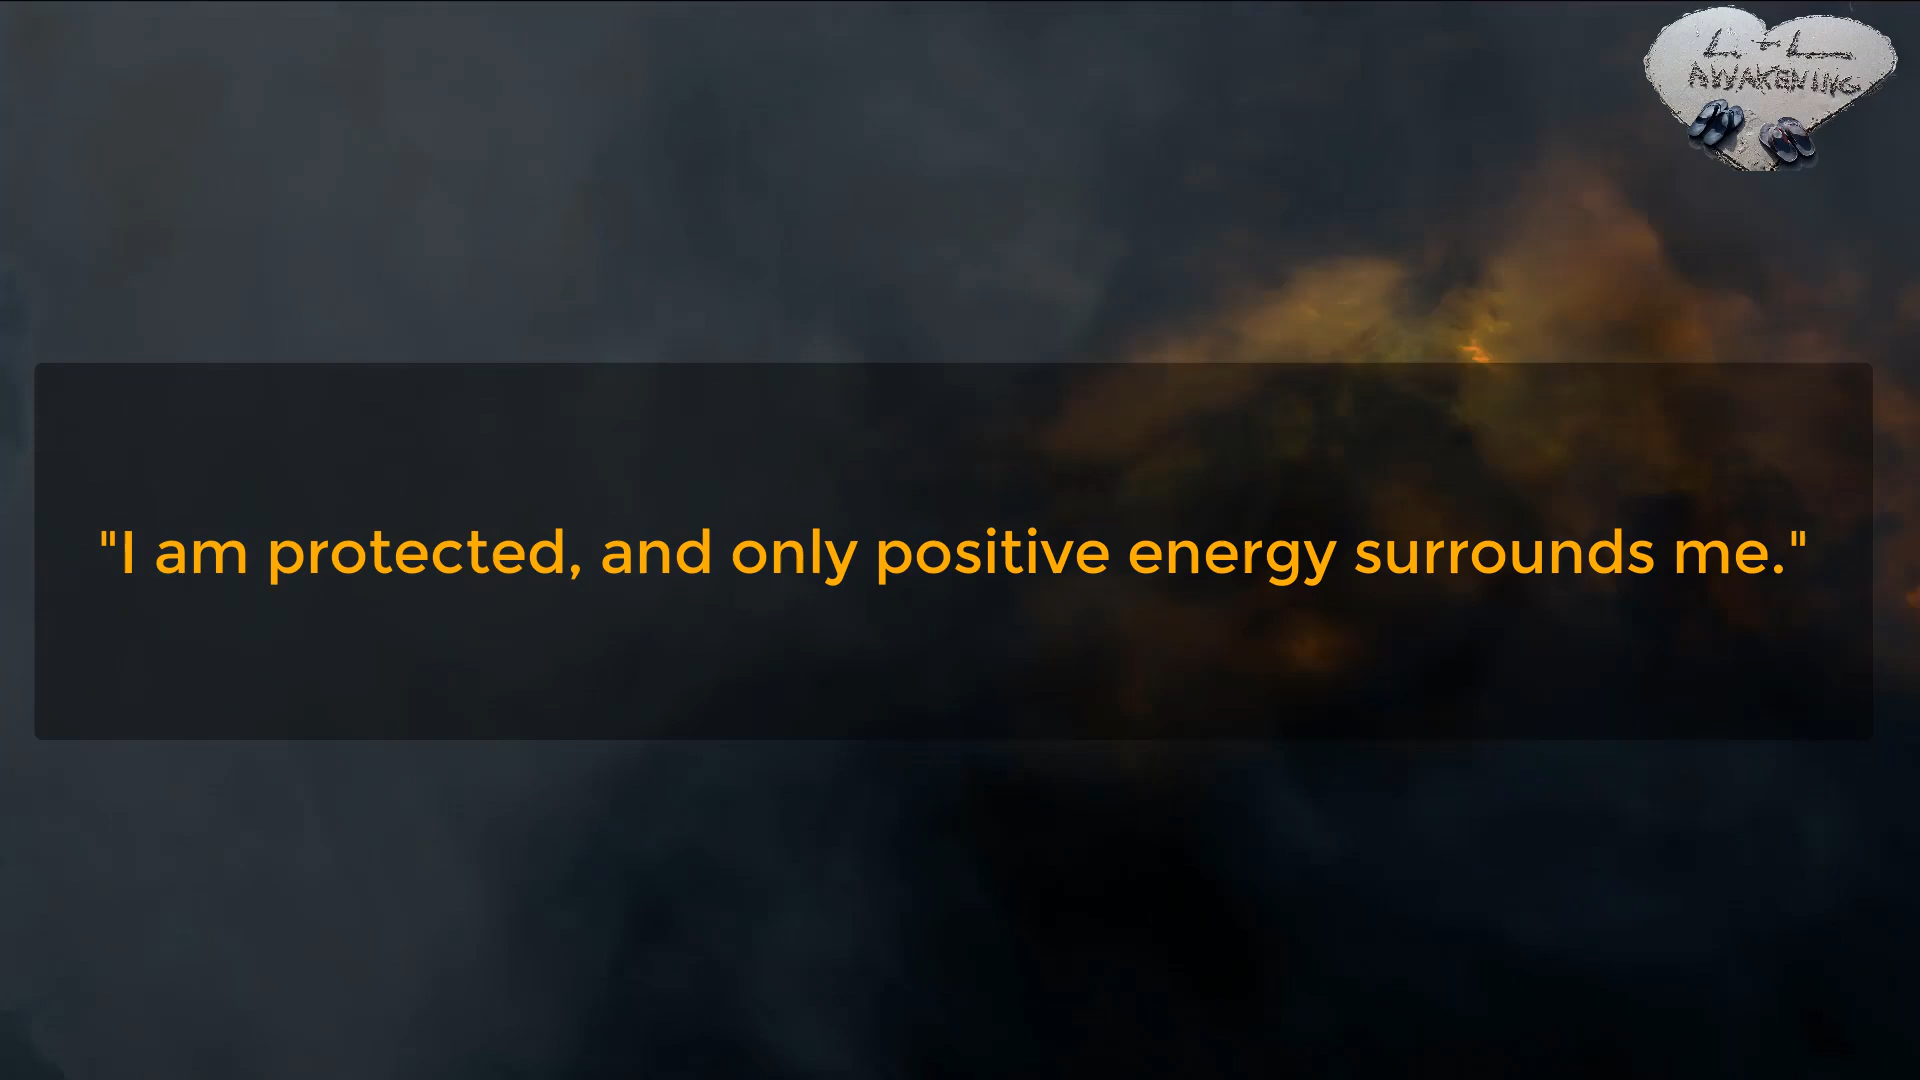 L + L
AWAKENING
"I am protected, and only positive energy surrounds me."